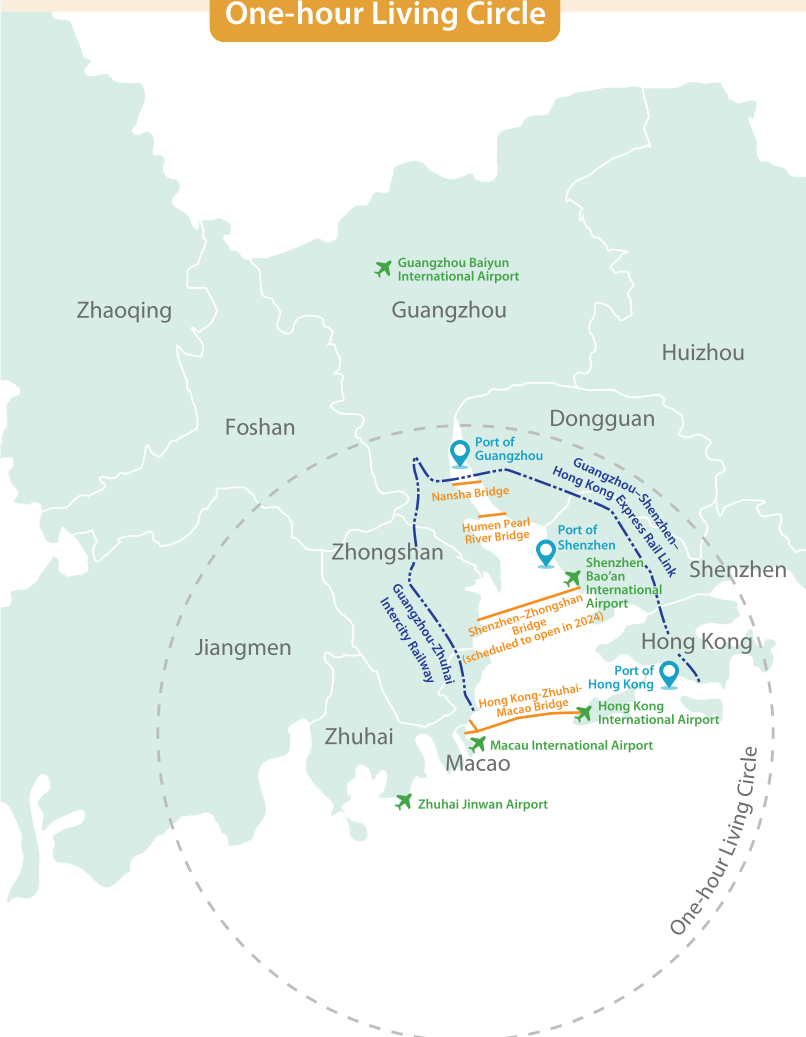 One-hour Living Circle
Guangzhou Baiyun
International Airport
Zhaoqing
Guangzhou
Huizhou
Foshan
Dongguan
Port of
Guangzhou
Guangzhou–Shenzhen–
Hong Kong Express Rail Link
Nansha Bridge
Humen Pearl
River Bridge
Port of
Shenzhen
Zhongshan
Shenzhen
Bao’an
International
Airport
Shenzhen
Guangzhou-Zhuhai
Intercity Railway
Shenzhen–Zhongshan
Bridge
(scheduled to open in 2024)
Jiangmen
Hong Kong
Port of
Hong Kong
Hong Kong-Zhuhai-
Macao Bridge
Hong Kong
International Airport
Zhuhai
Macau International Airport
Macao
Zhuhai Jinwan Airport
One-hour Living Circle